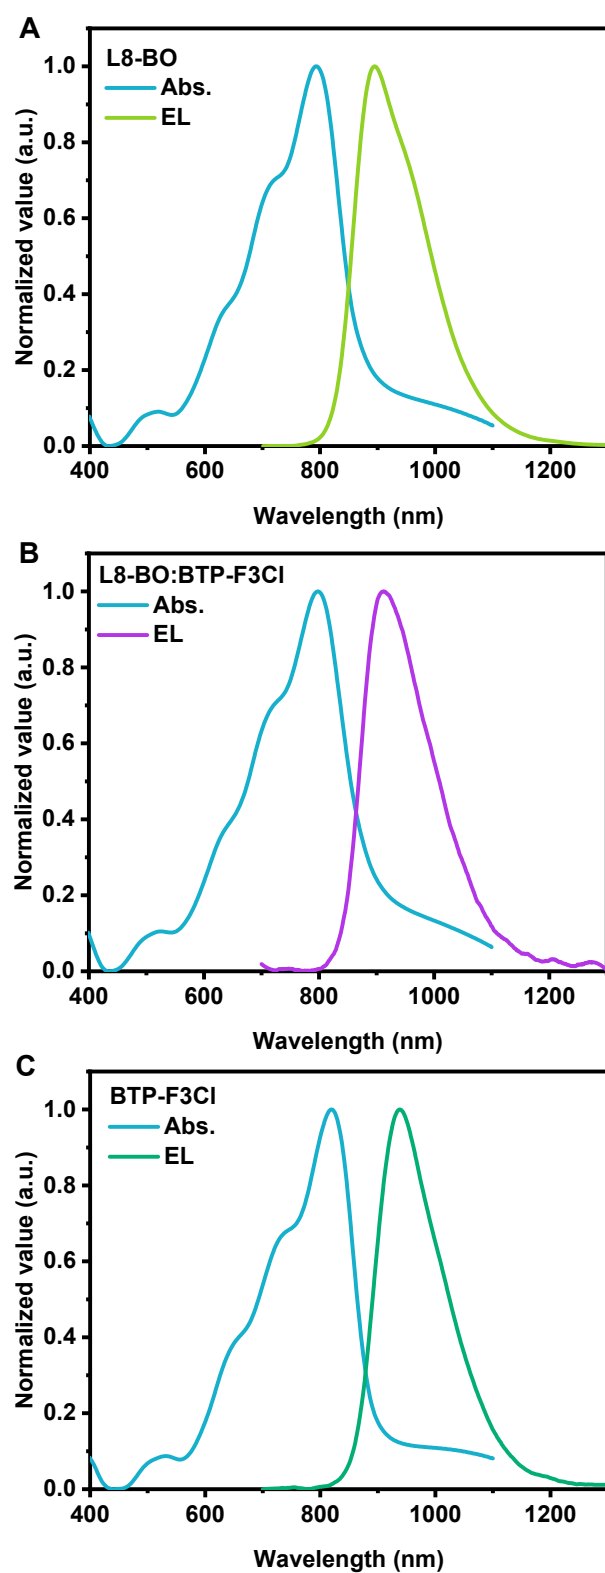 A
L8-BO
Abs.
EL
1.0
0.8
0.6
0.4
0.2
0.0
Normalized value (a.u.)
400 600 800 1000 1200
Wavelength (nm)
B
L8-BO:BTP-F3Cl
Abs.
EL
1.0
0.8
0.6
0.4
0.2
0.0
Normalized value (a.u.)
400 600 800 1000 1200
Wavelength (nm)
C
BTP-F3Cl
Abs.
EL
1.0
0.8
0.6
0.4
0.2
0.0
Normalized value (a.u.)
400 600 800 1000 1200
Wavelength (nm)